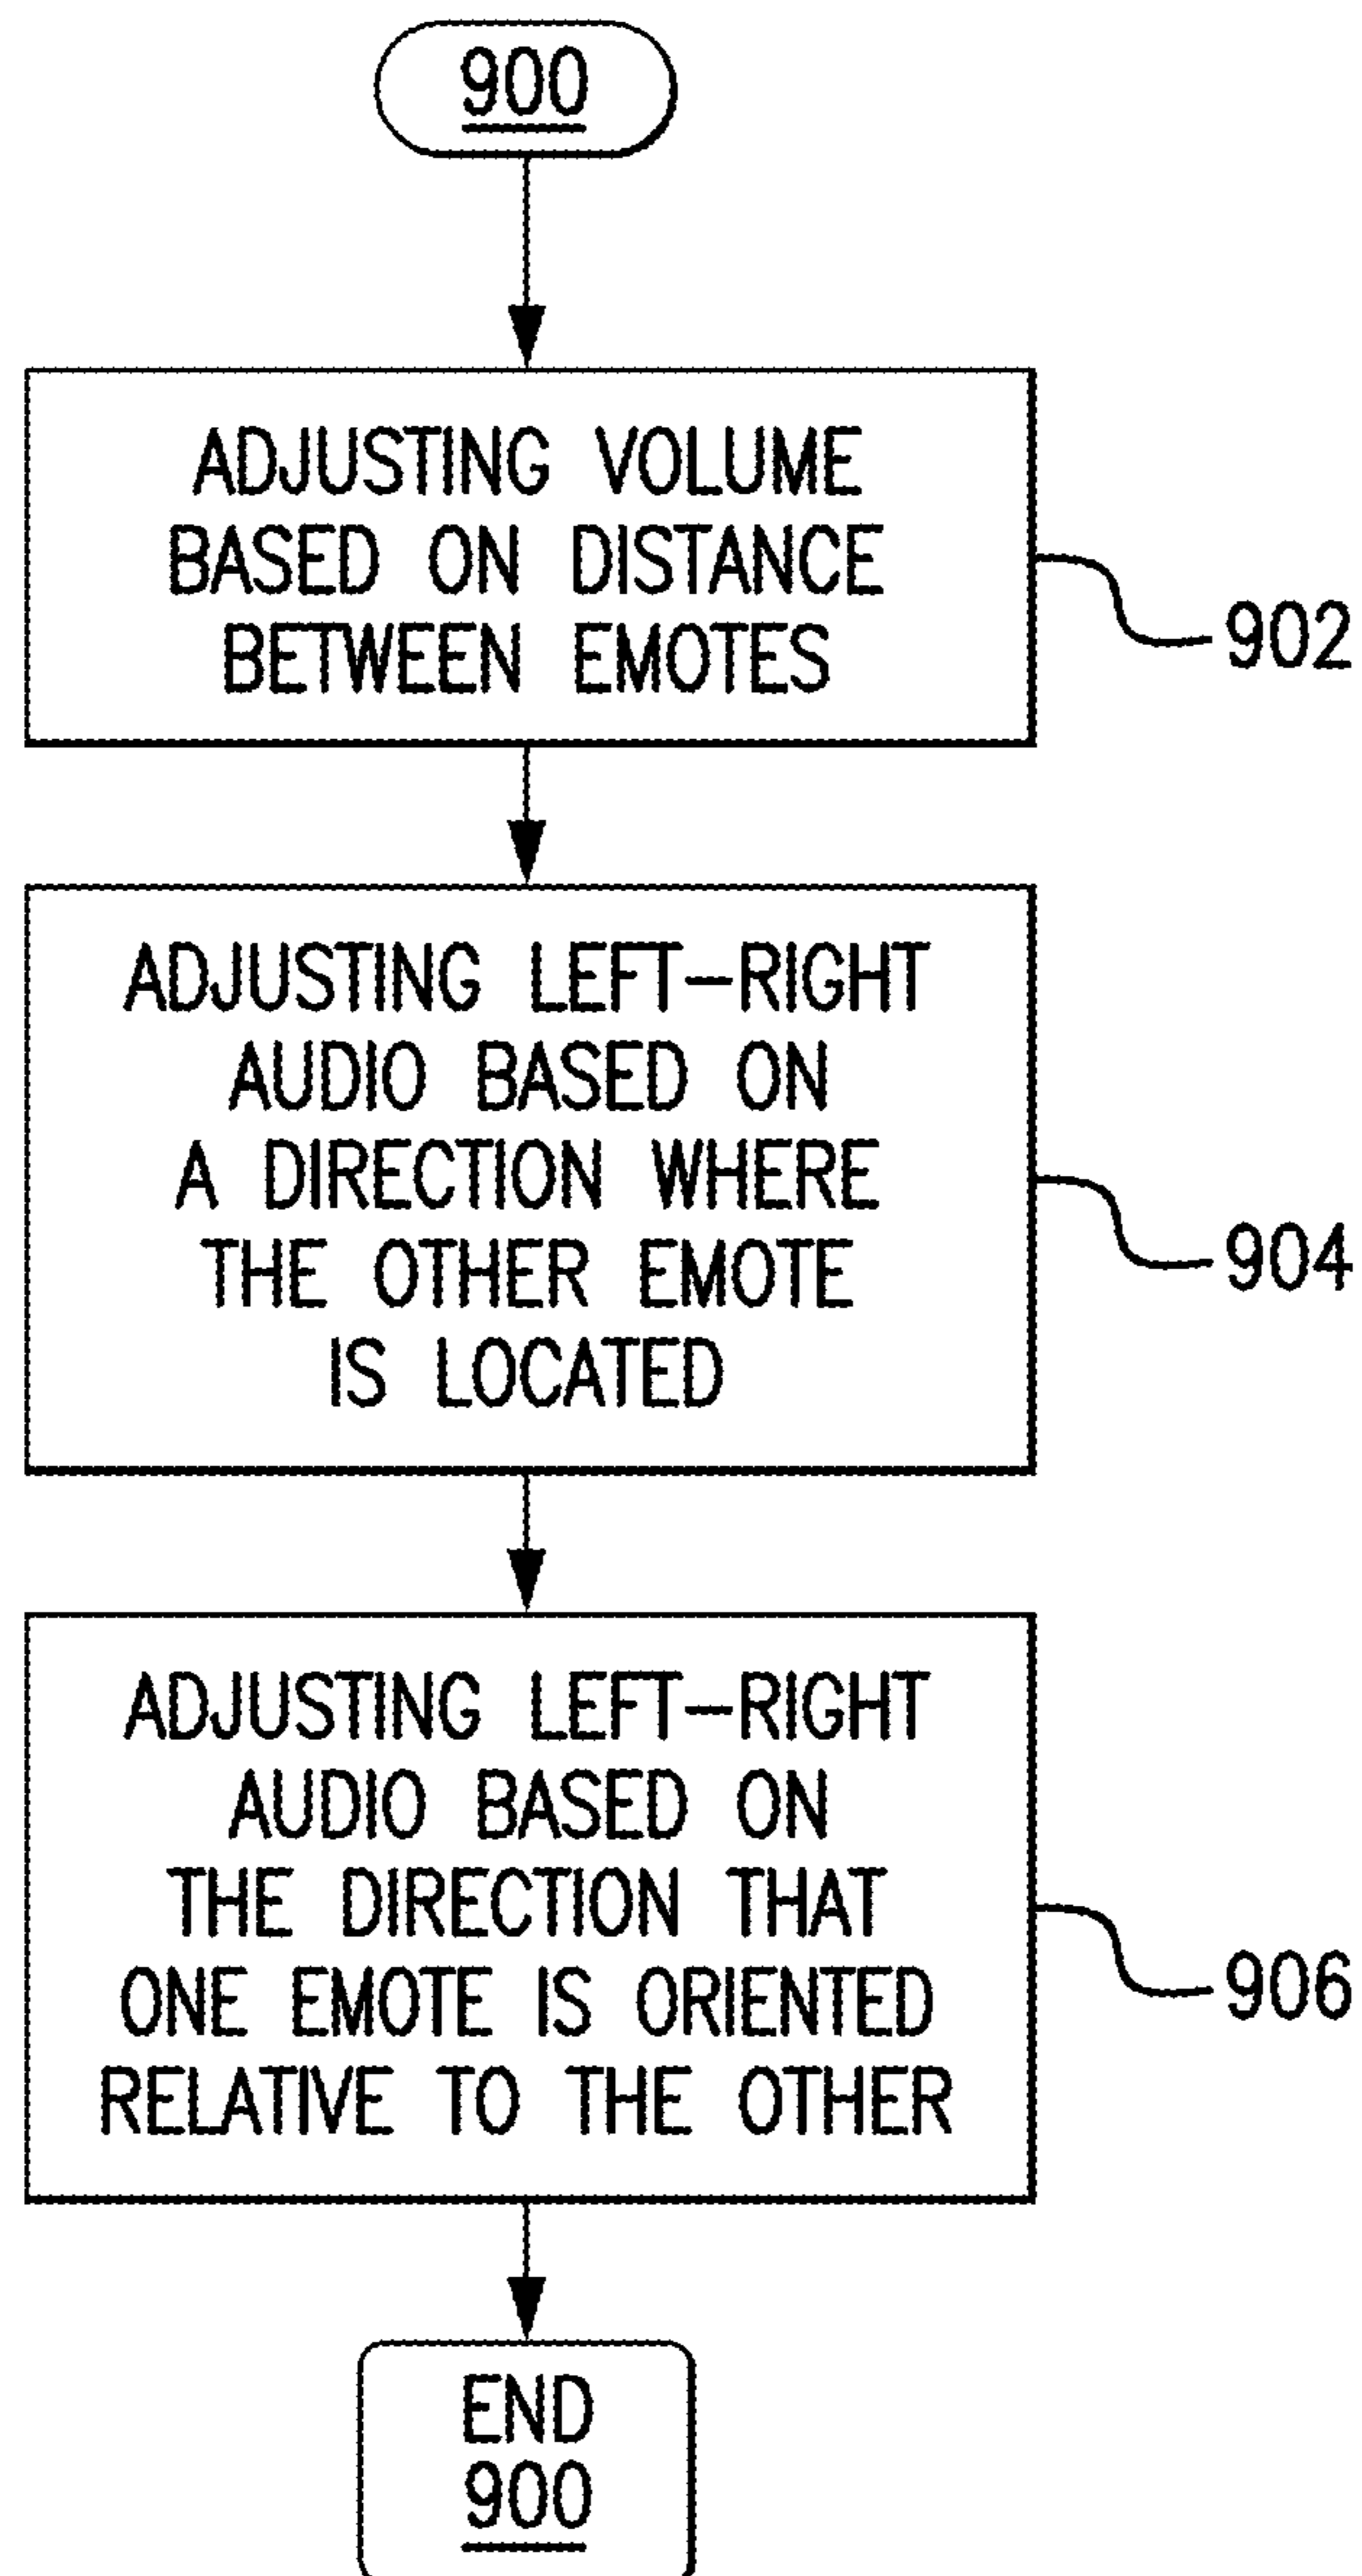 900
ADJUSTING VOLUME
BASED ON DISTANCE
BETWEEN EMOTES
902
ADJUSTING LEFT-RIGHT
AUDIO BASED ON
A DIRECTION WHERE
THE OTHER EMOTE
IS LOCATED
904
ADJUSTING LEFT-RIGHT
AUDIO BASED ON
THE DIRECTION THAT
ONE EMOTE IS ORIENTED
RELATIVE TO THE OTHER
906
END
900